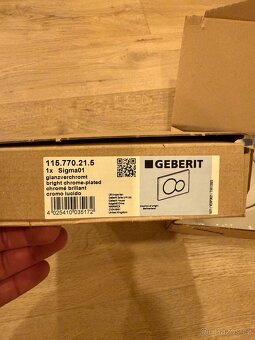 115.770.21.5
1x Sigma01
glanzverchromt
bright chrome-plated
chromé brillant
cromo lucido
4 025410 035172
GEBERIT